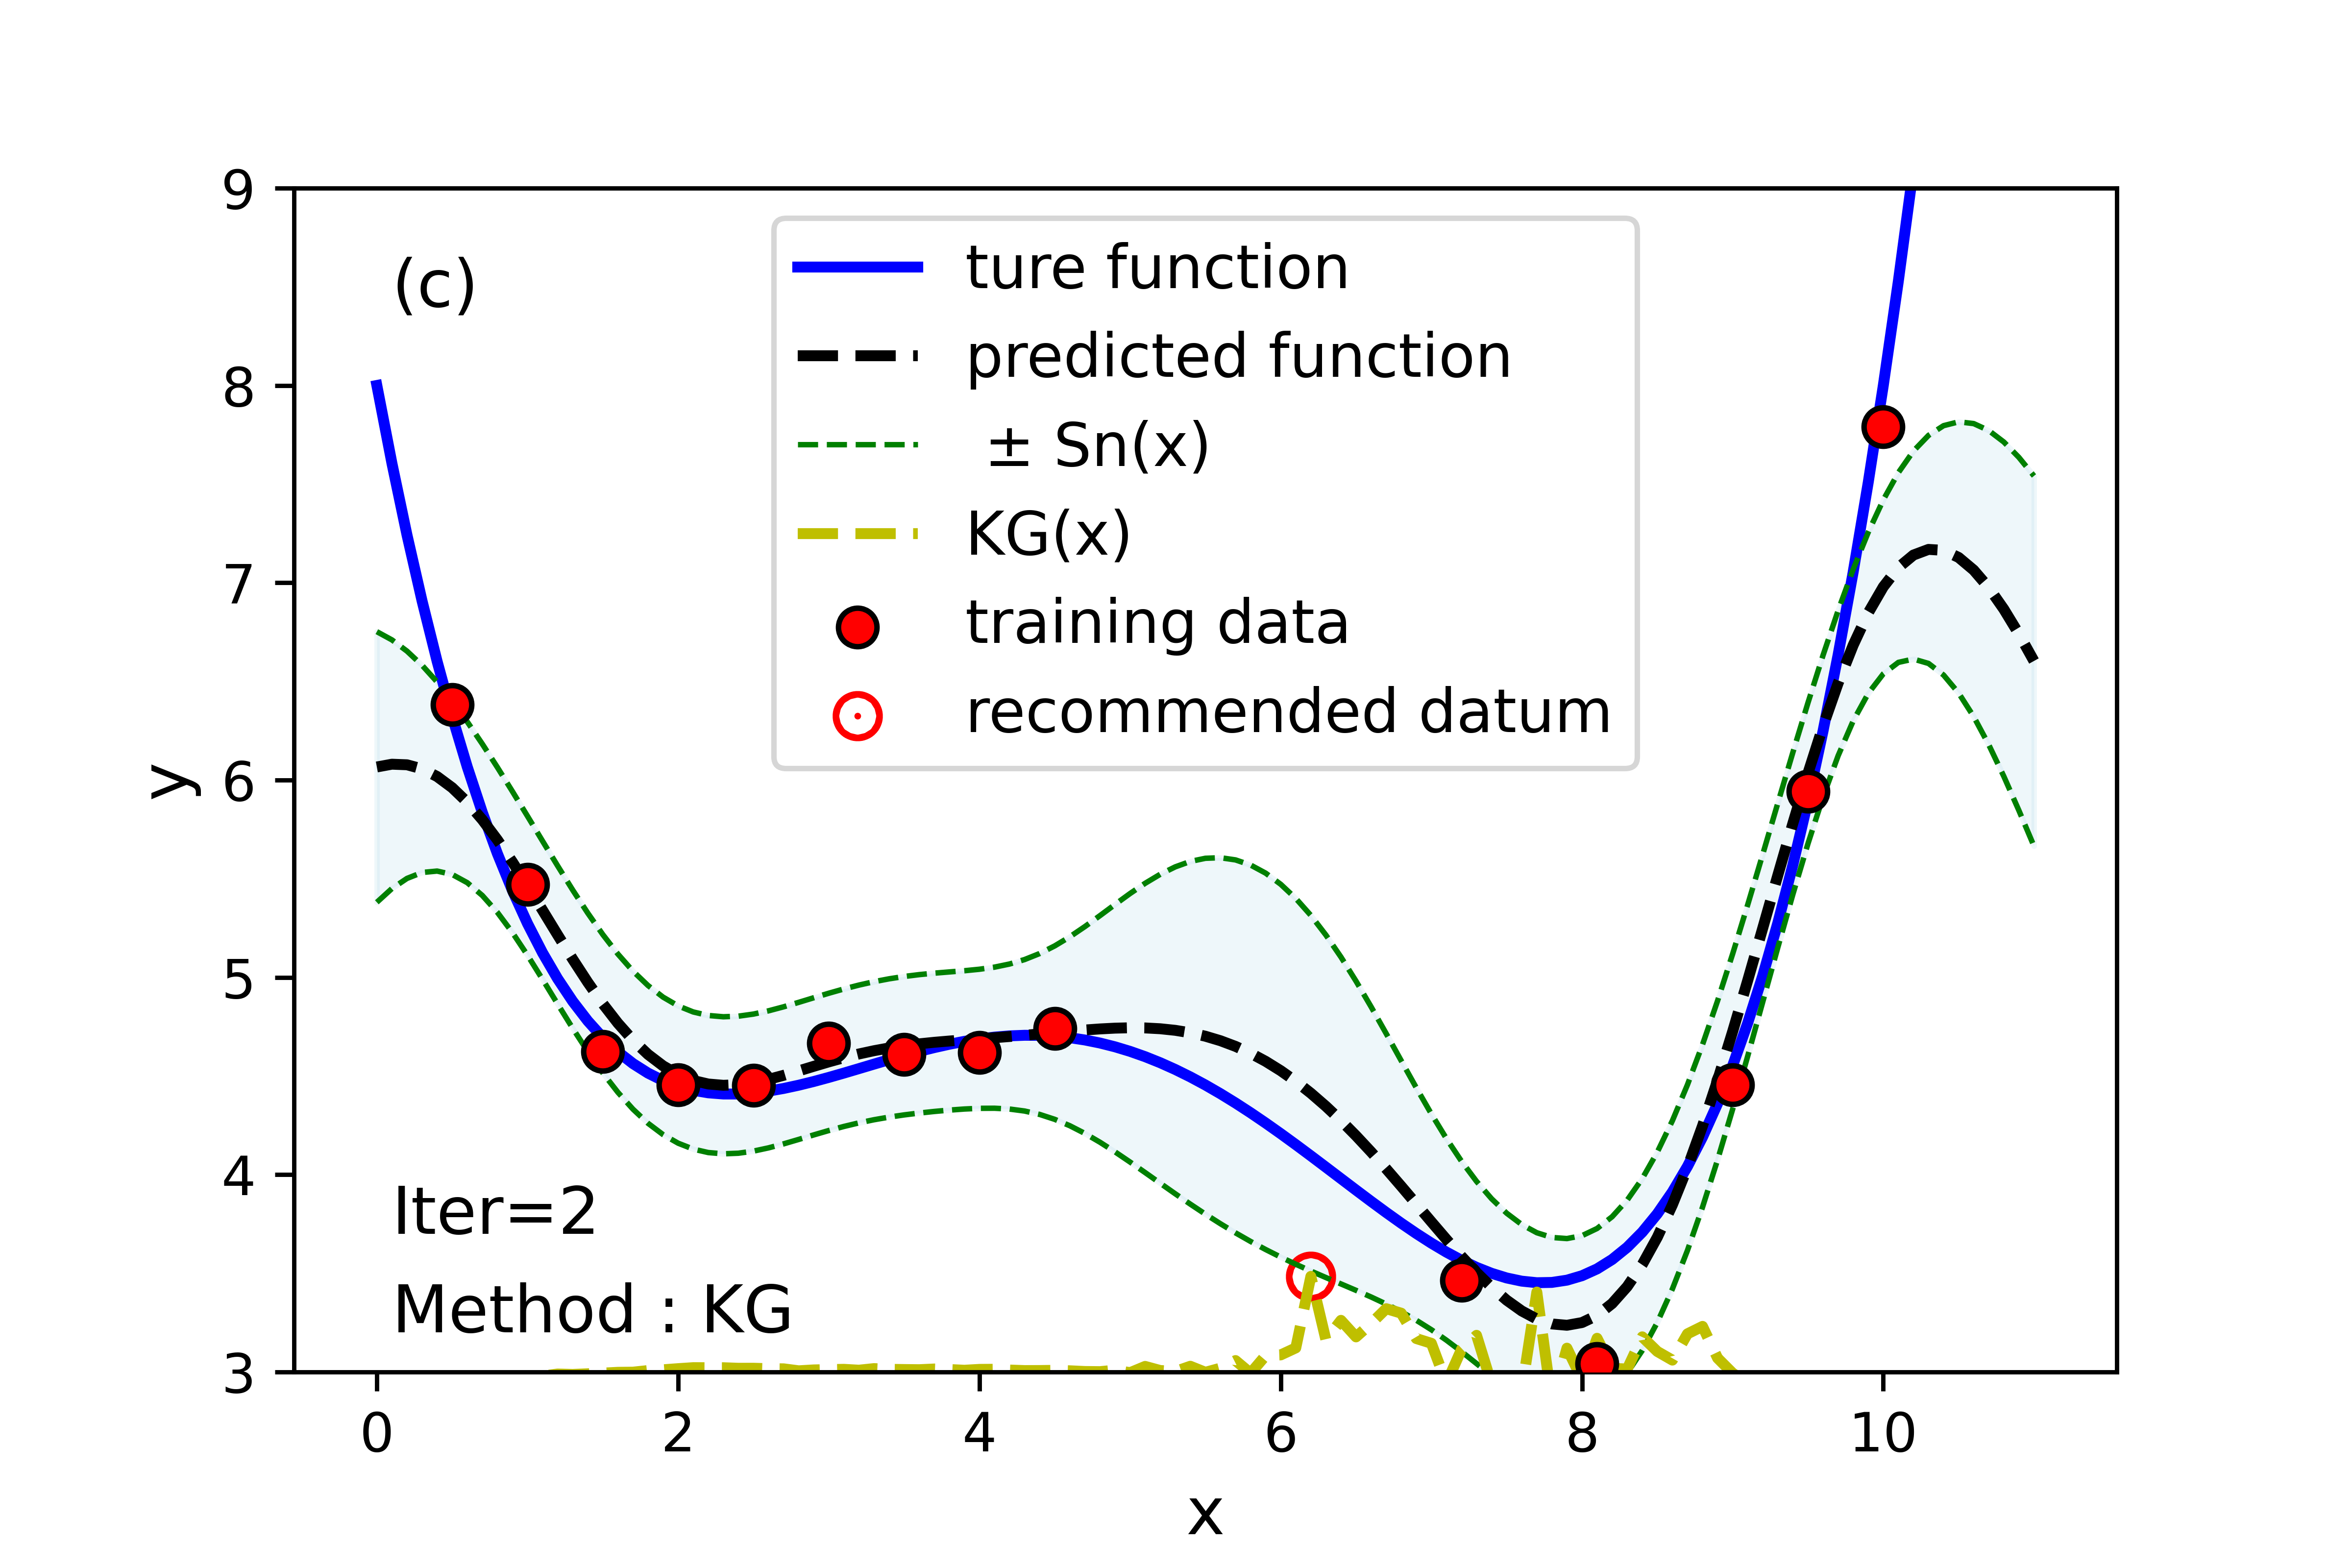 (c)
ture function
predicted function
± Sn(x)
KG(x)
training data
recommended datum
Iter=2
Method : KG
y
9
8
7
6
5
4
3
0 2 4 6 8 10
x